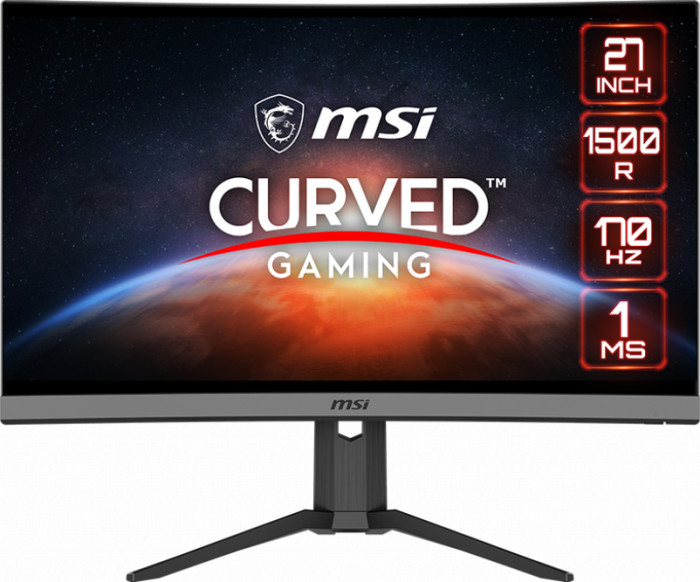 msi
CURVED™
GAMING
27
INCH
1500
R
170
HZ
1
MS
msi